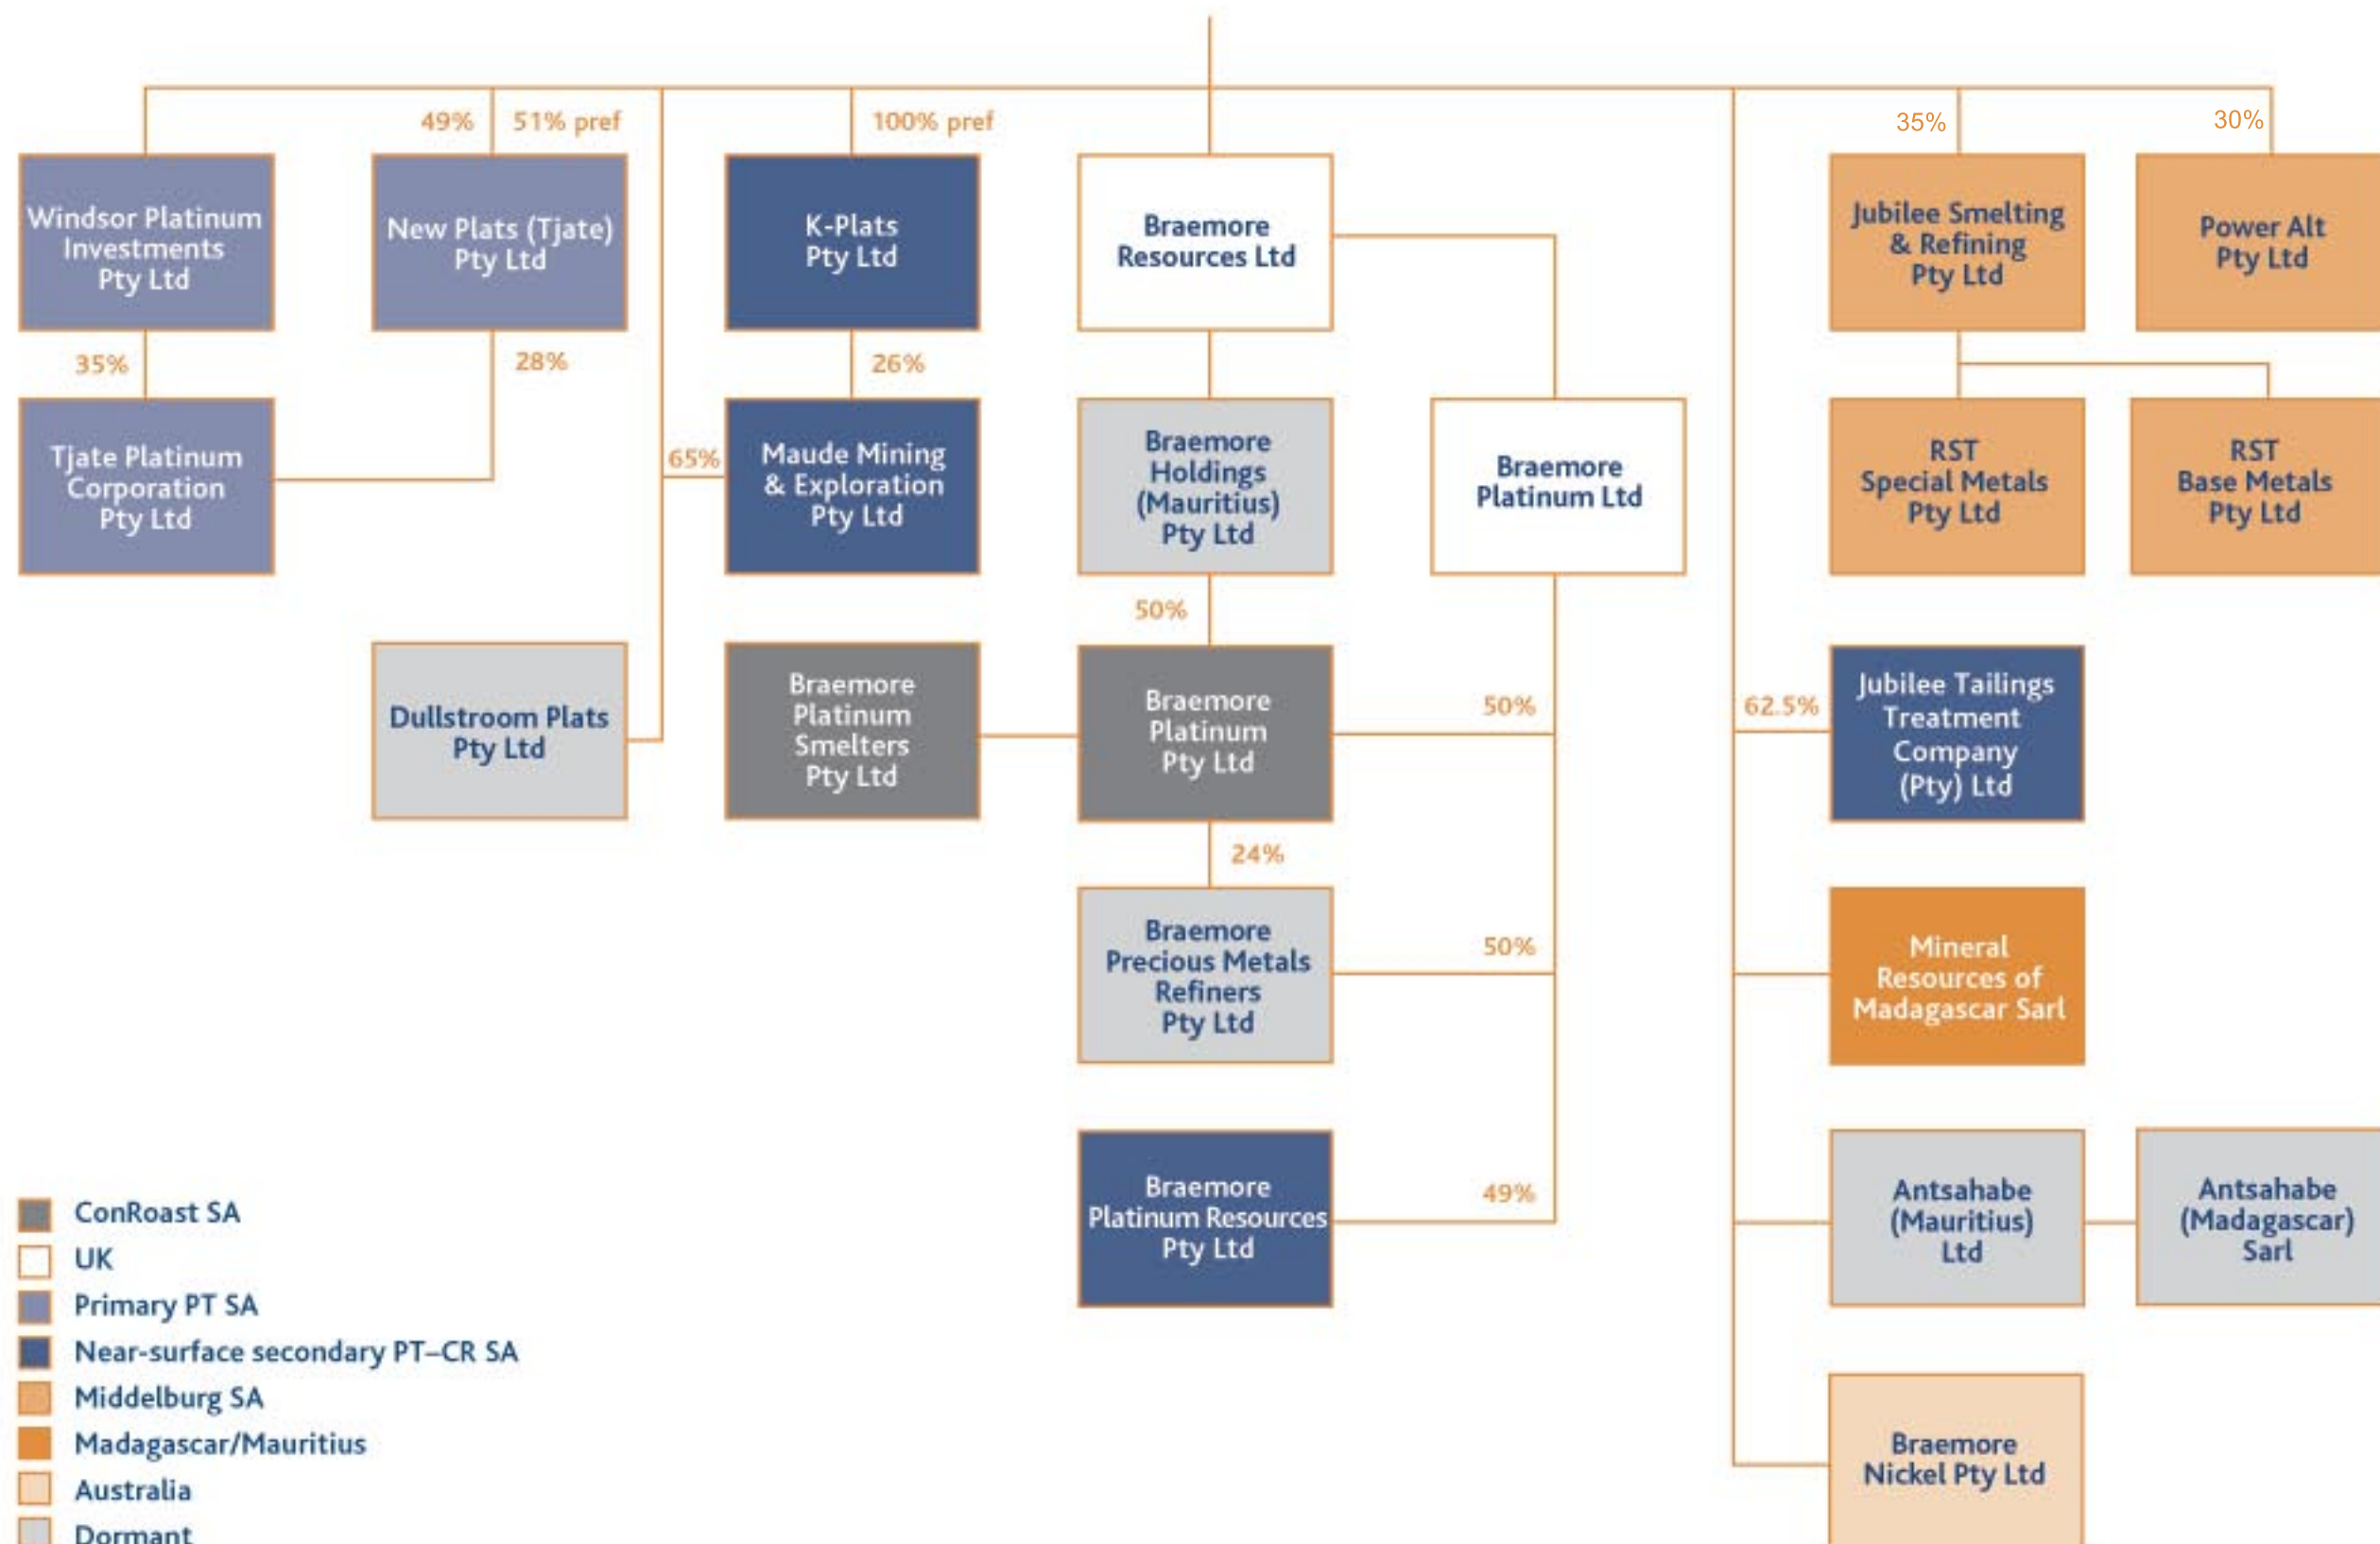 49%
51% pref
100% pref
35%
30%
Windsor Platinum
Investments
Pty Ltd
New Plats (Tjate)
Pty Ltd
K-Plats
Pty Ltd
Braemore
Resources Ltd
Jubilee Smelting
& Refining
Pty Ltd
Power Alt
Pty Ltd
35%
28%
26%
Tjate Platinum
Corporation
Pty Ltd
65%
Maude Mining
& Exploration
Pty Ltd
Braemore
Holdings
(Mauritius)
Pty Ltd
Braemore
Platinum Ltd
RST
Special Metals
Pty Ltd
RST
Base Metals
Pty Ltd
50%
Dullstroom Plats
Pty Ltd
Braemore
Platinum
Smelters
Pty Ltd
Braemore
Platinum
Pty Ltd
50%
62.5%
Jubilee Tailings
Treatment
Company
(Pty) Ltd
24%
Braemore
Precious Metals
Refiners
Pty Ltd
50%
Mineral
Resources of
Madagascar Sarl
Braemore
Platinum Resources
Pty Ltd
49%
Antsahabe
(Mauritius)
Ltd
Antsahabe
(Madagascar)
Sarl
Braemore
Nickel Pty Ltd
ConRoast SA
UK
Primary PT SA
Near-surface secondary PT–CR SA
Middelburg SA
Madagascar/Mauritius
Australia
Dormant